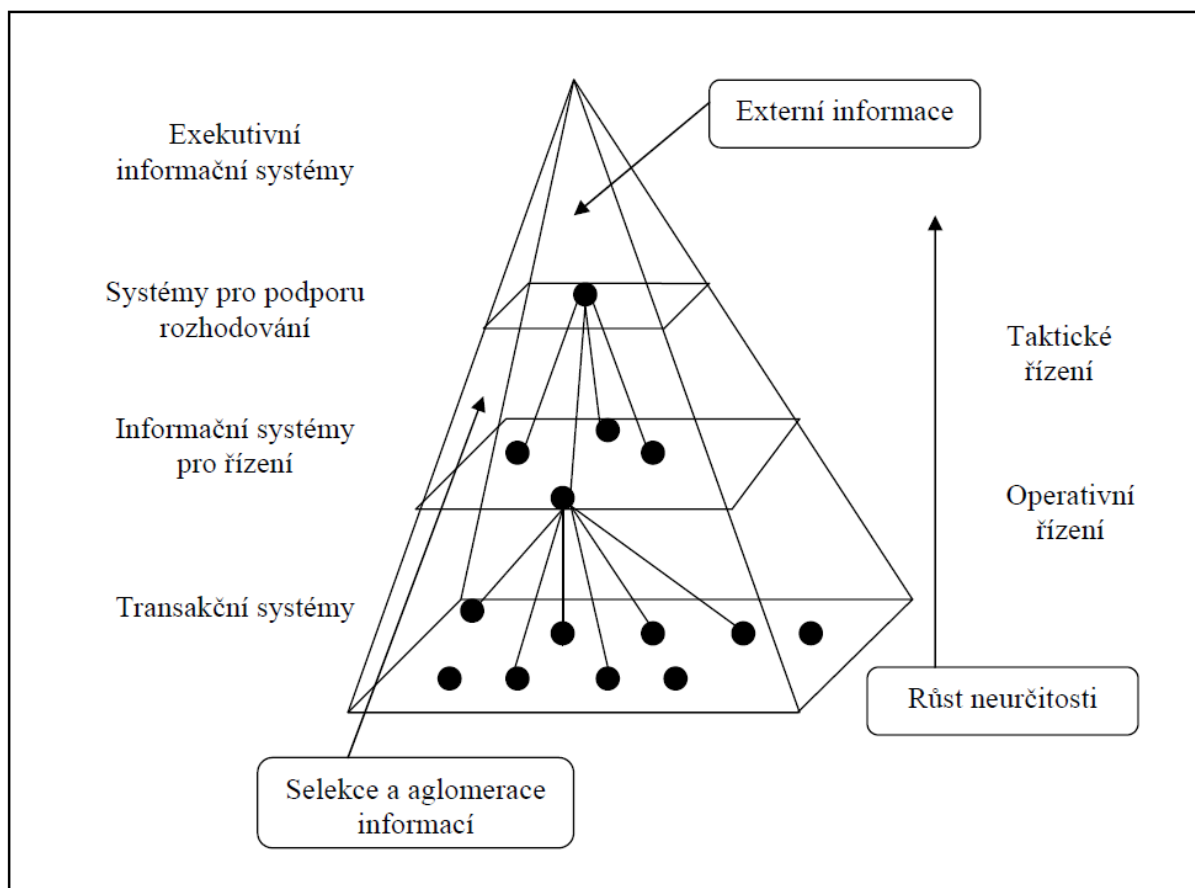 Externí informace
Exekutivní
informační systémy
Systémy pro podporu
rozhodování
Taktické
řízení
Informační systémy
pro řízení
Operativní
řízení
Transakční systémy
Růst neurčitosti
Selekce a aglomerace
informací